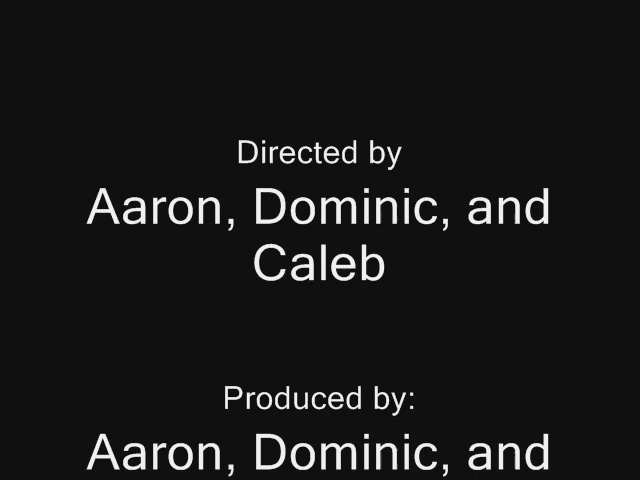 Directed by
Aaron, Dominic, and
Caleb
Produced by:
Aaron, Dominic, and